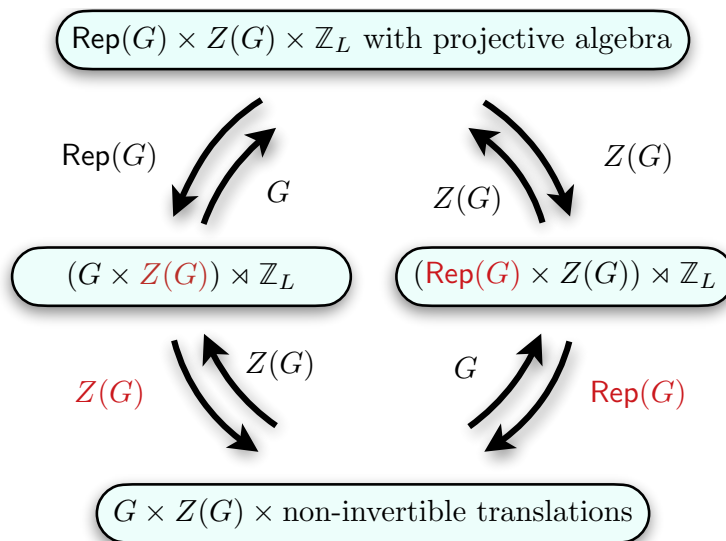 Rep(G) × Z(G) × ℤ_L with projective algebra
Rep(G)
G
Z(G)
Z(G)
(G × Z(G)) ⋊ ℤ_L
(Rep(G) × Z(G)) ⋊ ℤ_L
Z(G)
Z(G)
G
Rep(G)
G × Z(G) × non-invertible translations